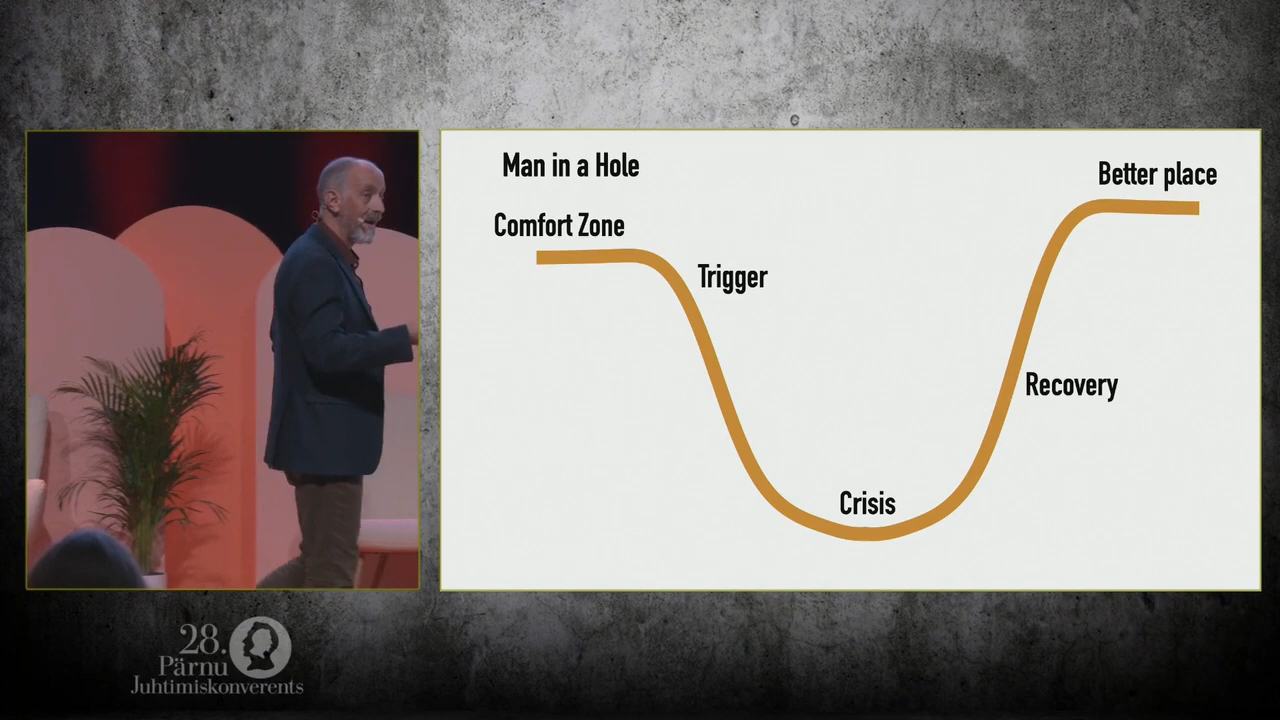 Man in a Hole
Comfort Zone
Better place
Trigger
Recovery
Crisis
28.
Pärnu
Juhtimiskonverents